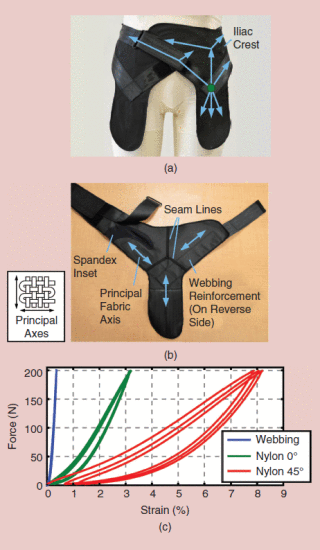 Iliac
Crest
(a)
Seam Lines
Spandex
Inset
Principal
Fabric
Axis
Webbing
Reinforcement
(On Reverse
Side)
Principal
Axes
(b)
200
150
100
50
0
Force (N)
0 1 2 3 4 5 6 7 8 9
Strain (%)
Webbing
Nylon 0°
Nylon 45°
(c)